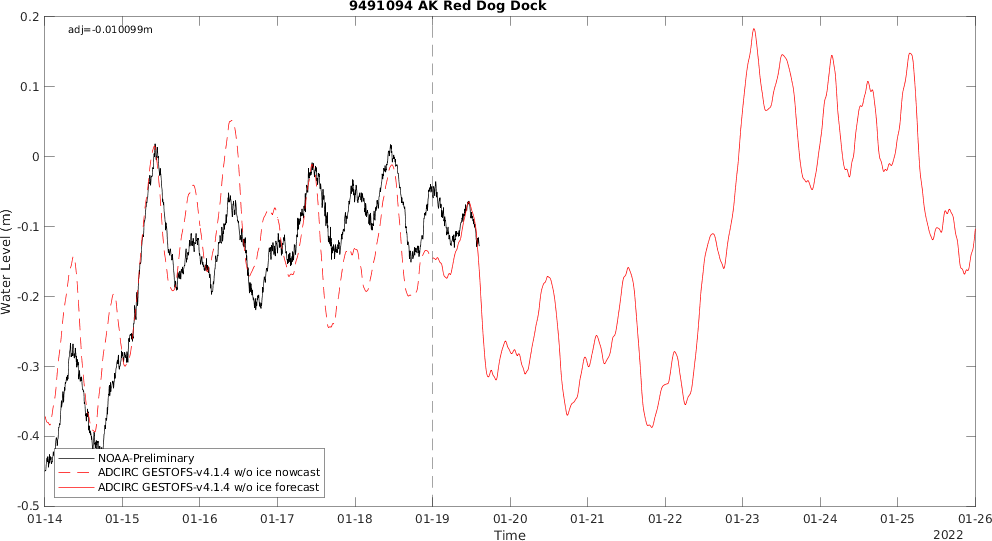 9491094 AK Red Dog Dock
adj=-0.010099m
Water Level (m)
0.2
0.1
0
-0.1
-0.2
-0.3
-0.4
-0.5
NOAA-Preliminary
ADCIRC GESTOFS-v4.1.4 w/o ice nowcast
ADCIRC GESTOFS-v4.1.4 w/o ice forecast
01-14 01-15 01-16 01-17 01-18 01-19 01-20 01-21 01-22 01-23 01-24 01-25 01-26
Time
2022